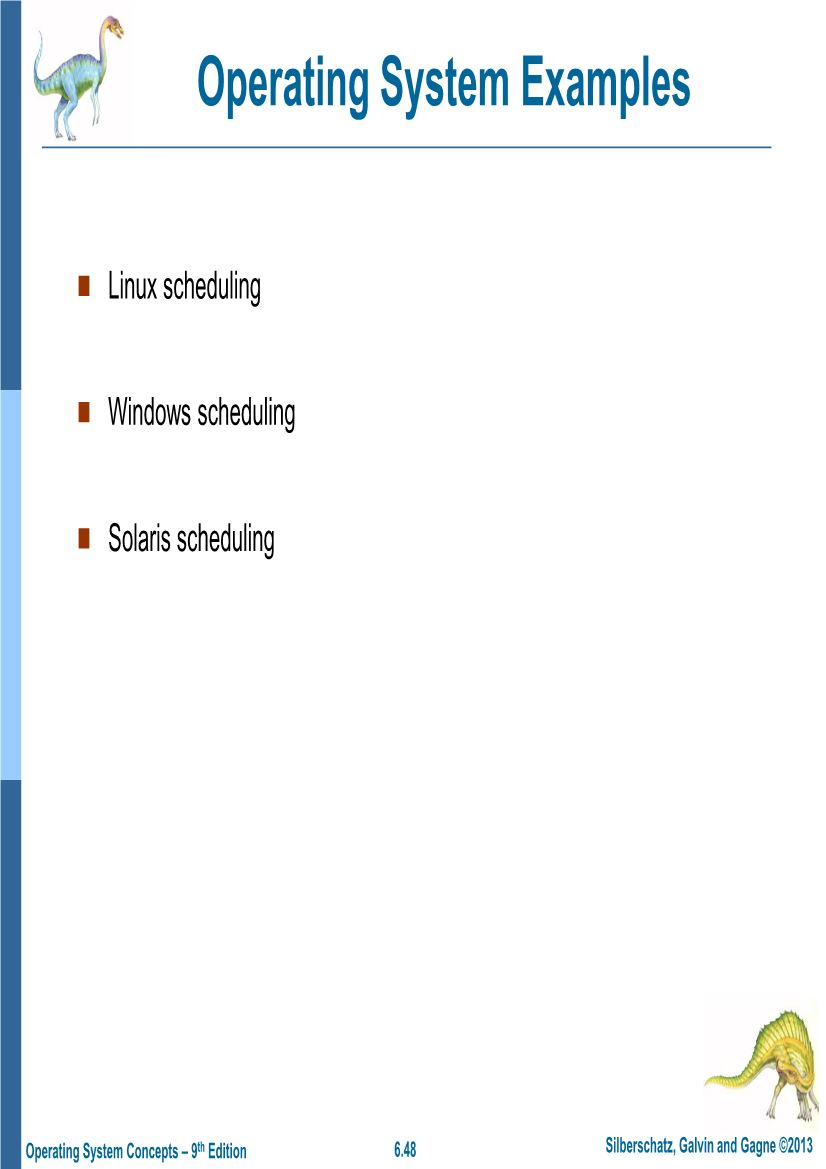 Operating System Examples
Linux scheduling
Windows scheduling
Solaris scheduling
Operating System Concepts – 9th Edition
6.48
Silberschatz, Galvin and Gagne ©2013